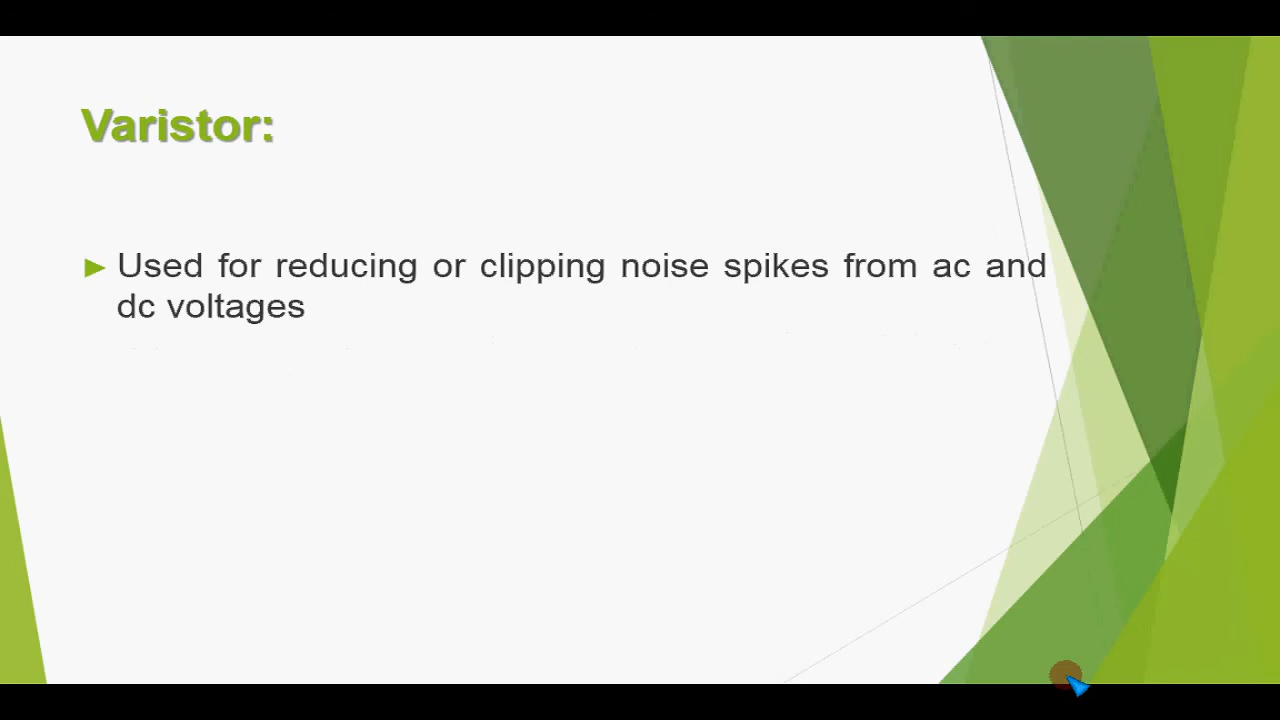 Varistor:
Used for reducing or clipping noise spikes from ac and
dc voltages